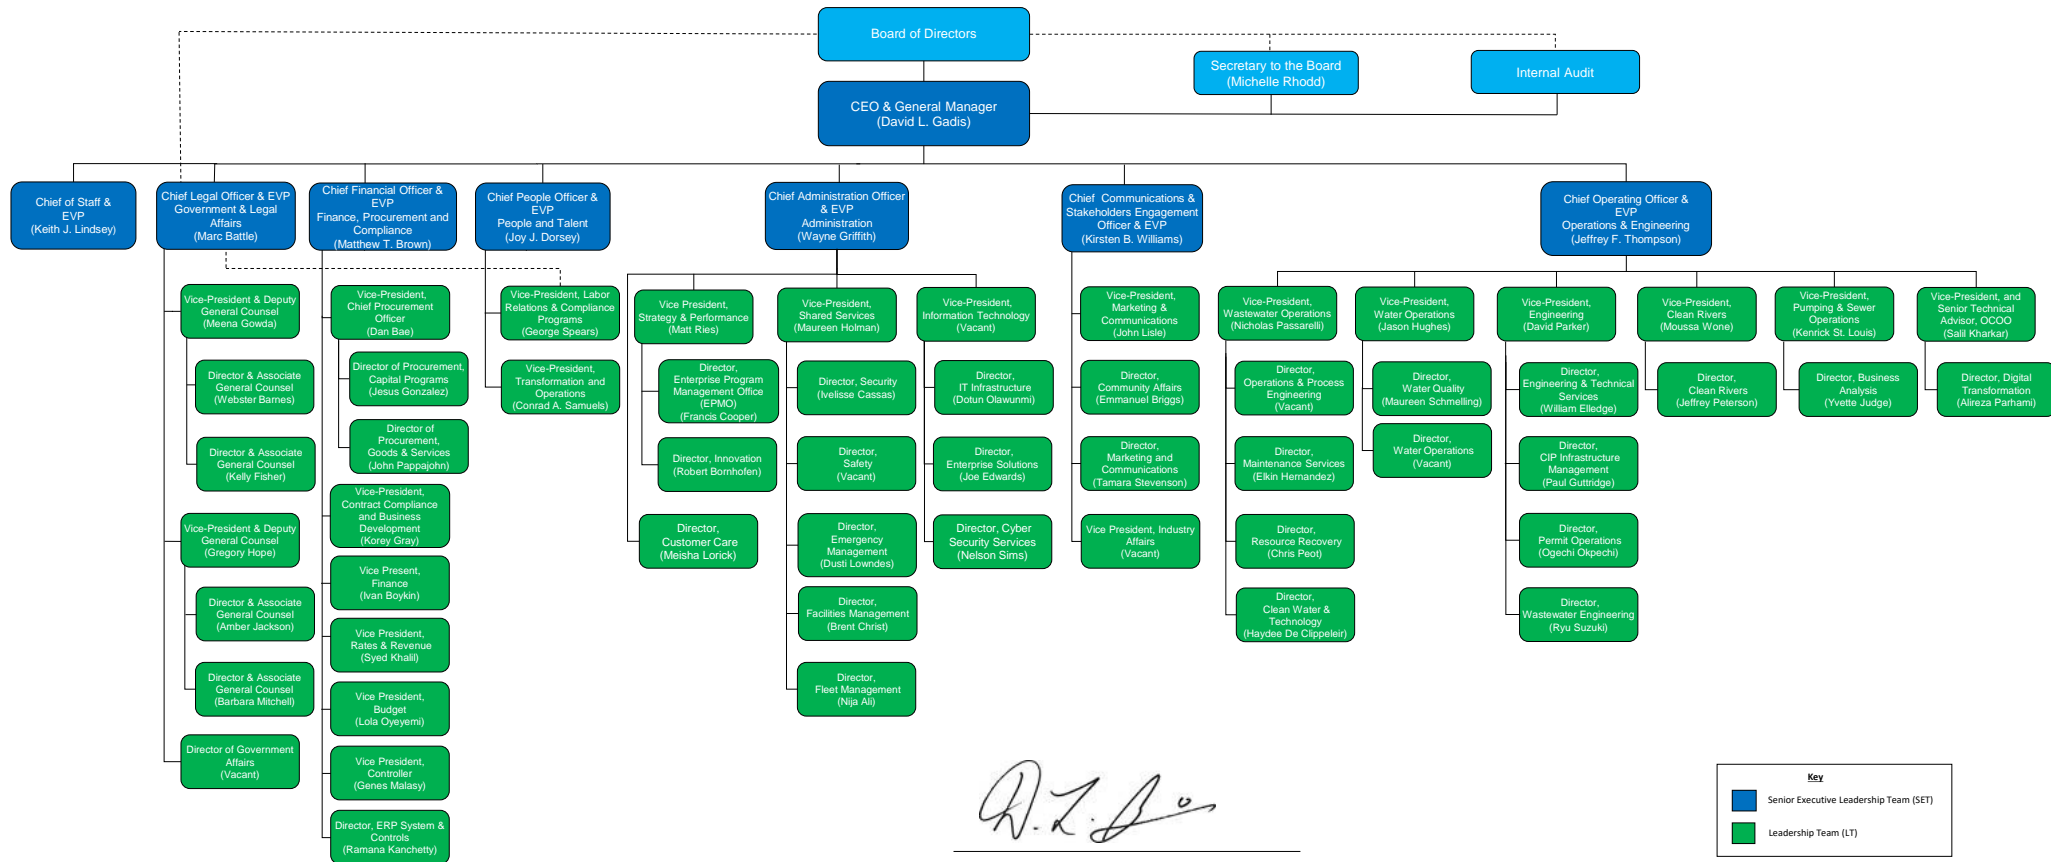 Board of Directors
Secretary to the Board
(Michelle Rhodd)
Internal Audit
CEO & General Manager
(David L. Gadis)
Chief of Staff &
EVP
(Keith J. Lindsey)
Chief Legal Officer & EVP
Government & Legal
Affairs
(Marc Battle)
Chief Financial Officer &
EVP
Finance, Procurement and
Compliance
(Matthew T. Brown)
Chief People Officer &
EVP
People and Talent
(Joy J. Dorsey)
Chief Administration Officer
& EVP
Administration
(Wayne Griffith)
Chief Communications &
Stakeholders Engagement
Officer & EVP
(Kirsten B. Williams)
Chief Operating Officer &
EVP
Operations & Engineering
(Jeffrey F. Thompson)
Vice-President & Deputy
General Counsel
(Meena Gowda)
Director & Associate
General Counsel
(Webster Barnes)
Director & Associate
General Counsel
(Kelly Fisher)
Vice-President & Deputy
General Counsel
(Gregory Hope)
Director & Associate
General Counsel
(Amber Jackson)
Director & Associate
General Counsel
(Barbara Mitchell)
Director of Government
Affairs
(Vacant)
Vice-President,
Chief Procurement
Officer
(Dan Bae)
Director of Procurement,
Capital Programs
(Jesus Gonzalez)
Director of
Procurement,
Goods & Services
(John Pappajohn)
Vice-President,
Contract Compliance
and Business
Development
(Korey Gray)
Vice Present,
Finance
(Ivan Boykin)
Vice President,
Rates & Revenue
(Syed Khalil)
Vice President,
Budget
(Lola Oyeyemi)
Vice President,
Controller
(Genes Malasy)
Director, ERP System &
Controls
(Ramana Kanchetty)
Vice-President, Labor
Relations & Compliance
Programs
(George Spears)
Vice-President,
Transformation and
Operations
(Conrad A. Samuels)
Vice President,
Strategy & Performance
(Matt Ries)
Director,
Enterprise Program
Management Office
(EPMO)
(Francis Cooper)
Director, Innovation
(Robert Bornhofen)
Director,
Customer Care
(Meisha Lorick)
Vice-President,
Shared Services
(Maureen Holman)
Director, Security
(Ivelisse Cassas)
Director,
Safety
(Vacant)
Director,
Emergency
Management
(Dusti Lowndes)
Director,
Facilities Management
(Brent Christ)
Director,
Fleet Management
(Nija Ali)
Vice-President,
Information Technology
(Vacant)
Director,
IT Infrastructure
(Dotun Olawunmi)
Director,
Enterprise Solutions
(Joe Edwards)
Director, Cyber
Security Services
(Nelson Sims)
Vice-President,
Marketing &
Communications
(John Lisle)
Director,
Community Affairs
(Emmanuel Briggs)
Director,
Marketing and
Communications
(Tamara Stevenson)
Vice President, Industry
Affairs
(Vacant)
Vice-President,
Wastewater Operations
(Nicholas Passarelli)
Director,
Operations & Process
Engineering
(Vacant)
Director,
Maintenance Services
(Elkin Hernandez)
Director,
Resource Recovery
(Chris Peot)
Director,
Clean Water &
Technology
(Haydee De Clippeleir)
Vice-President,
Water Operations
(Jason Hughes)
Director,
Water Quality
(Maureen Schmelling)
Director,
Water Operations
(Vacant)
Vice-President,
Engineering
(David Parker)
Director,
Engineering & Technical
Services
(William Elledge)
Director,
CIP Infrastructure
Management
(Paul Guttridge)
Director,
Permit Operations
(Ogechi Okpechi)
Director,
Wastewater Engineering
(Ryu Suzuki)
Vice-President,
Clean Rivers
(Moussa Wone)
Director,
Clean Rivers
(Jeffrey Peterson)
Vice-President,
Pumping & Sewer
Operations
(Kenrick St. Louis)
Director, Business
Analysis
(Yvette Judge)
Vice-President, and
Senior Technical
Advisor, OCOO
(Salil Kharkar)
Director, Digital
Transformation
(Alireza Parhami)
Key
Senior Executive Leadership Team (SET)
Leadership Team (LT)